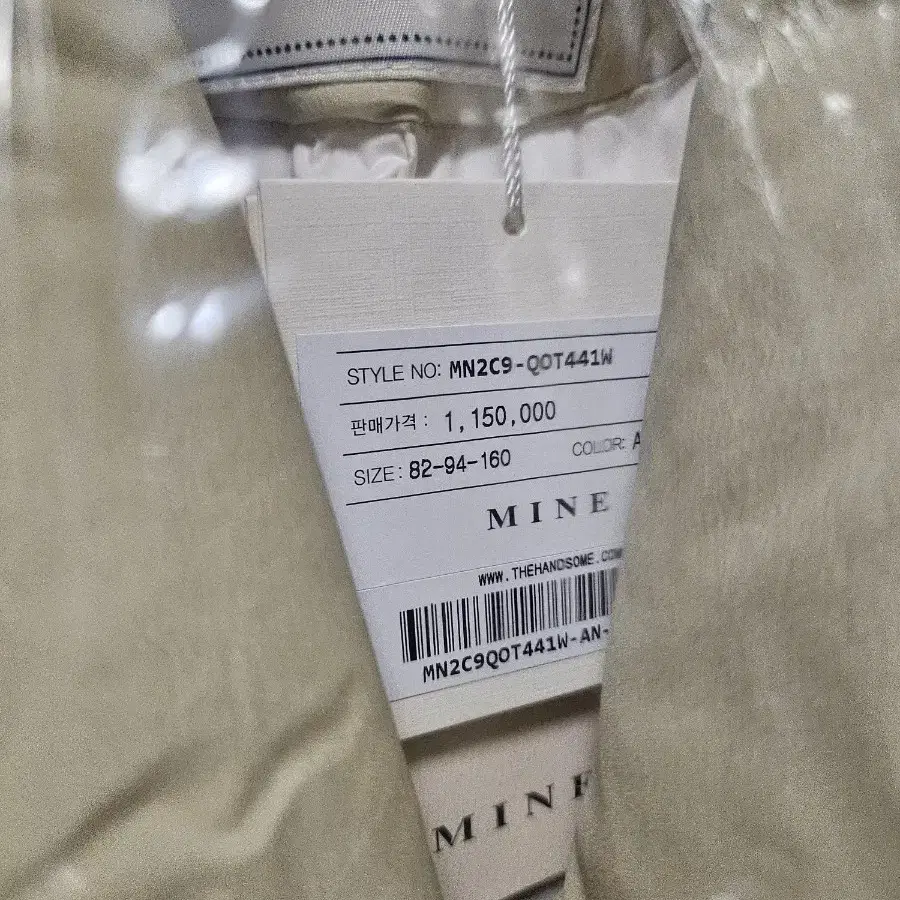 STYLE NO: MN2C9-QOT441W
판매가격 : 1,150,000
SIZE: 82-94-160 COLOR: A
MINE
WWW.THEHANDSOME.COM
MN2C9QOT441W-AN-
MINE